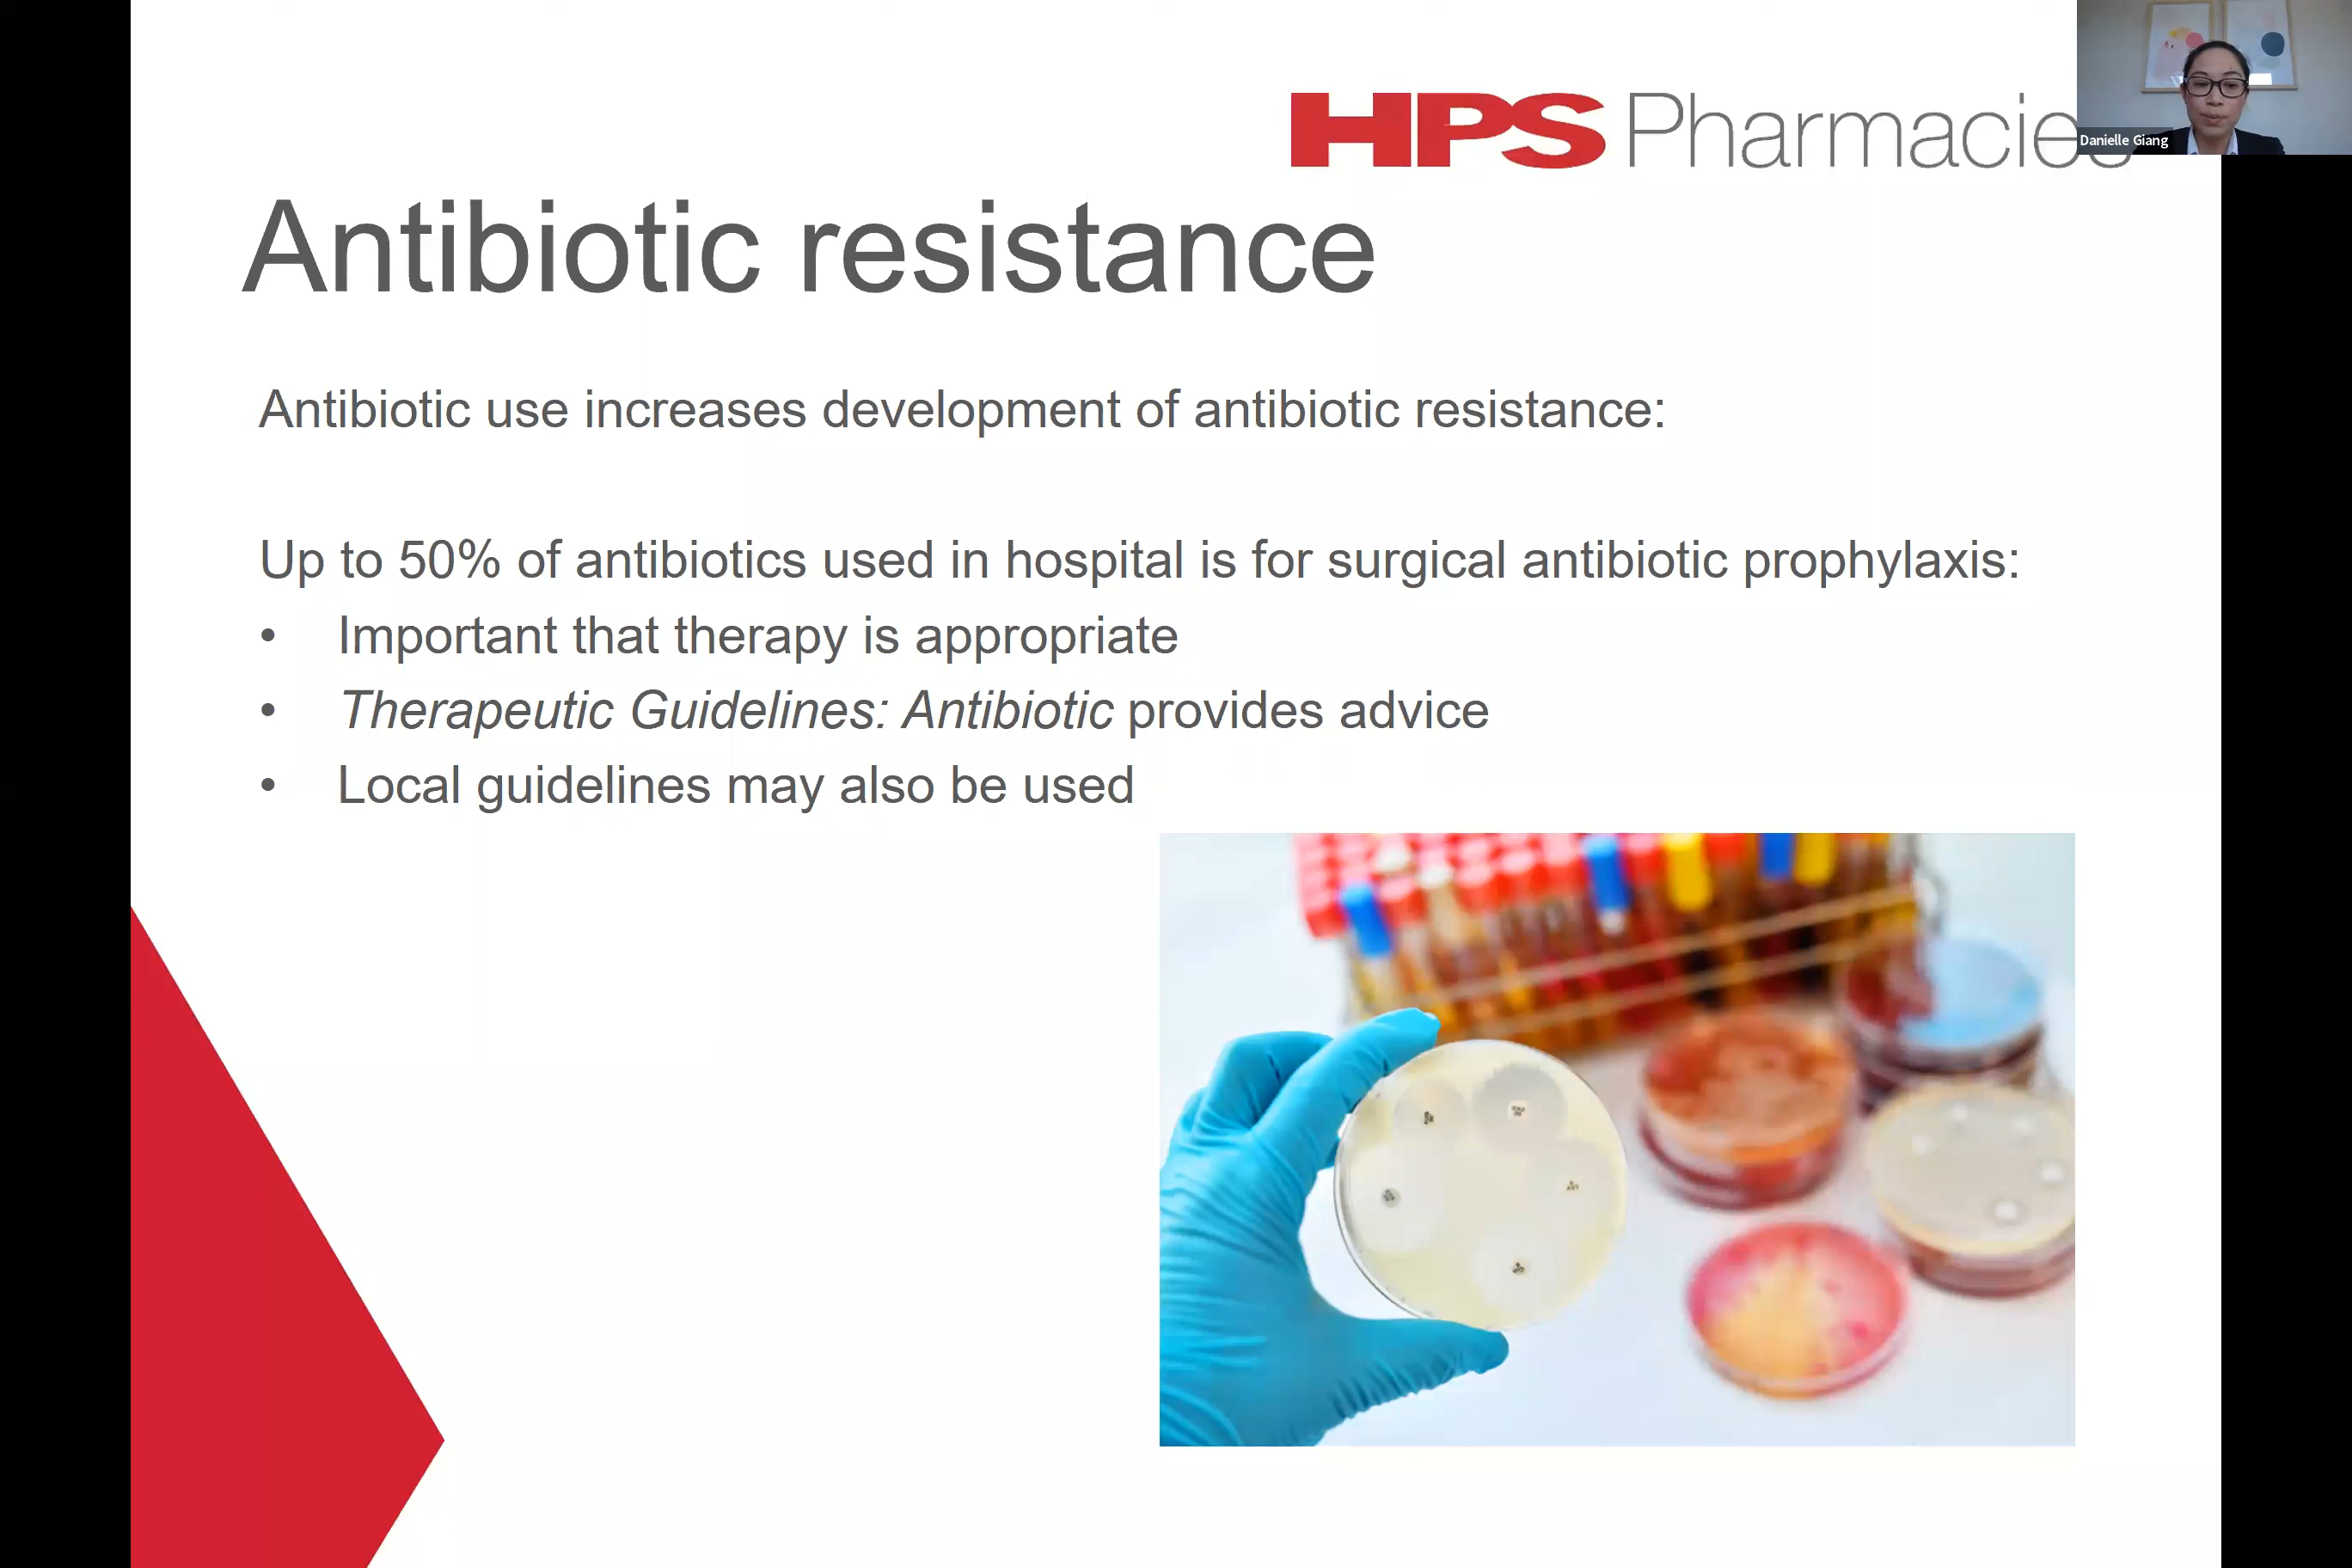 HPS Pharmacies
Danielle Giang
Antibiotic resistance
Antibiotic use increases development of antibiotic resistance:
Up to 50% of antibiotics used in hospital is for surgical antibiotic prophylaxis:
• Important that therapy is appropriate
• Therapeutic Guidelines: Antibiotic provides advice
• Local guidelines may also be used